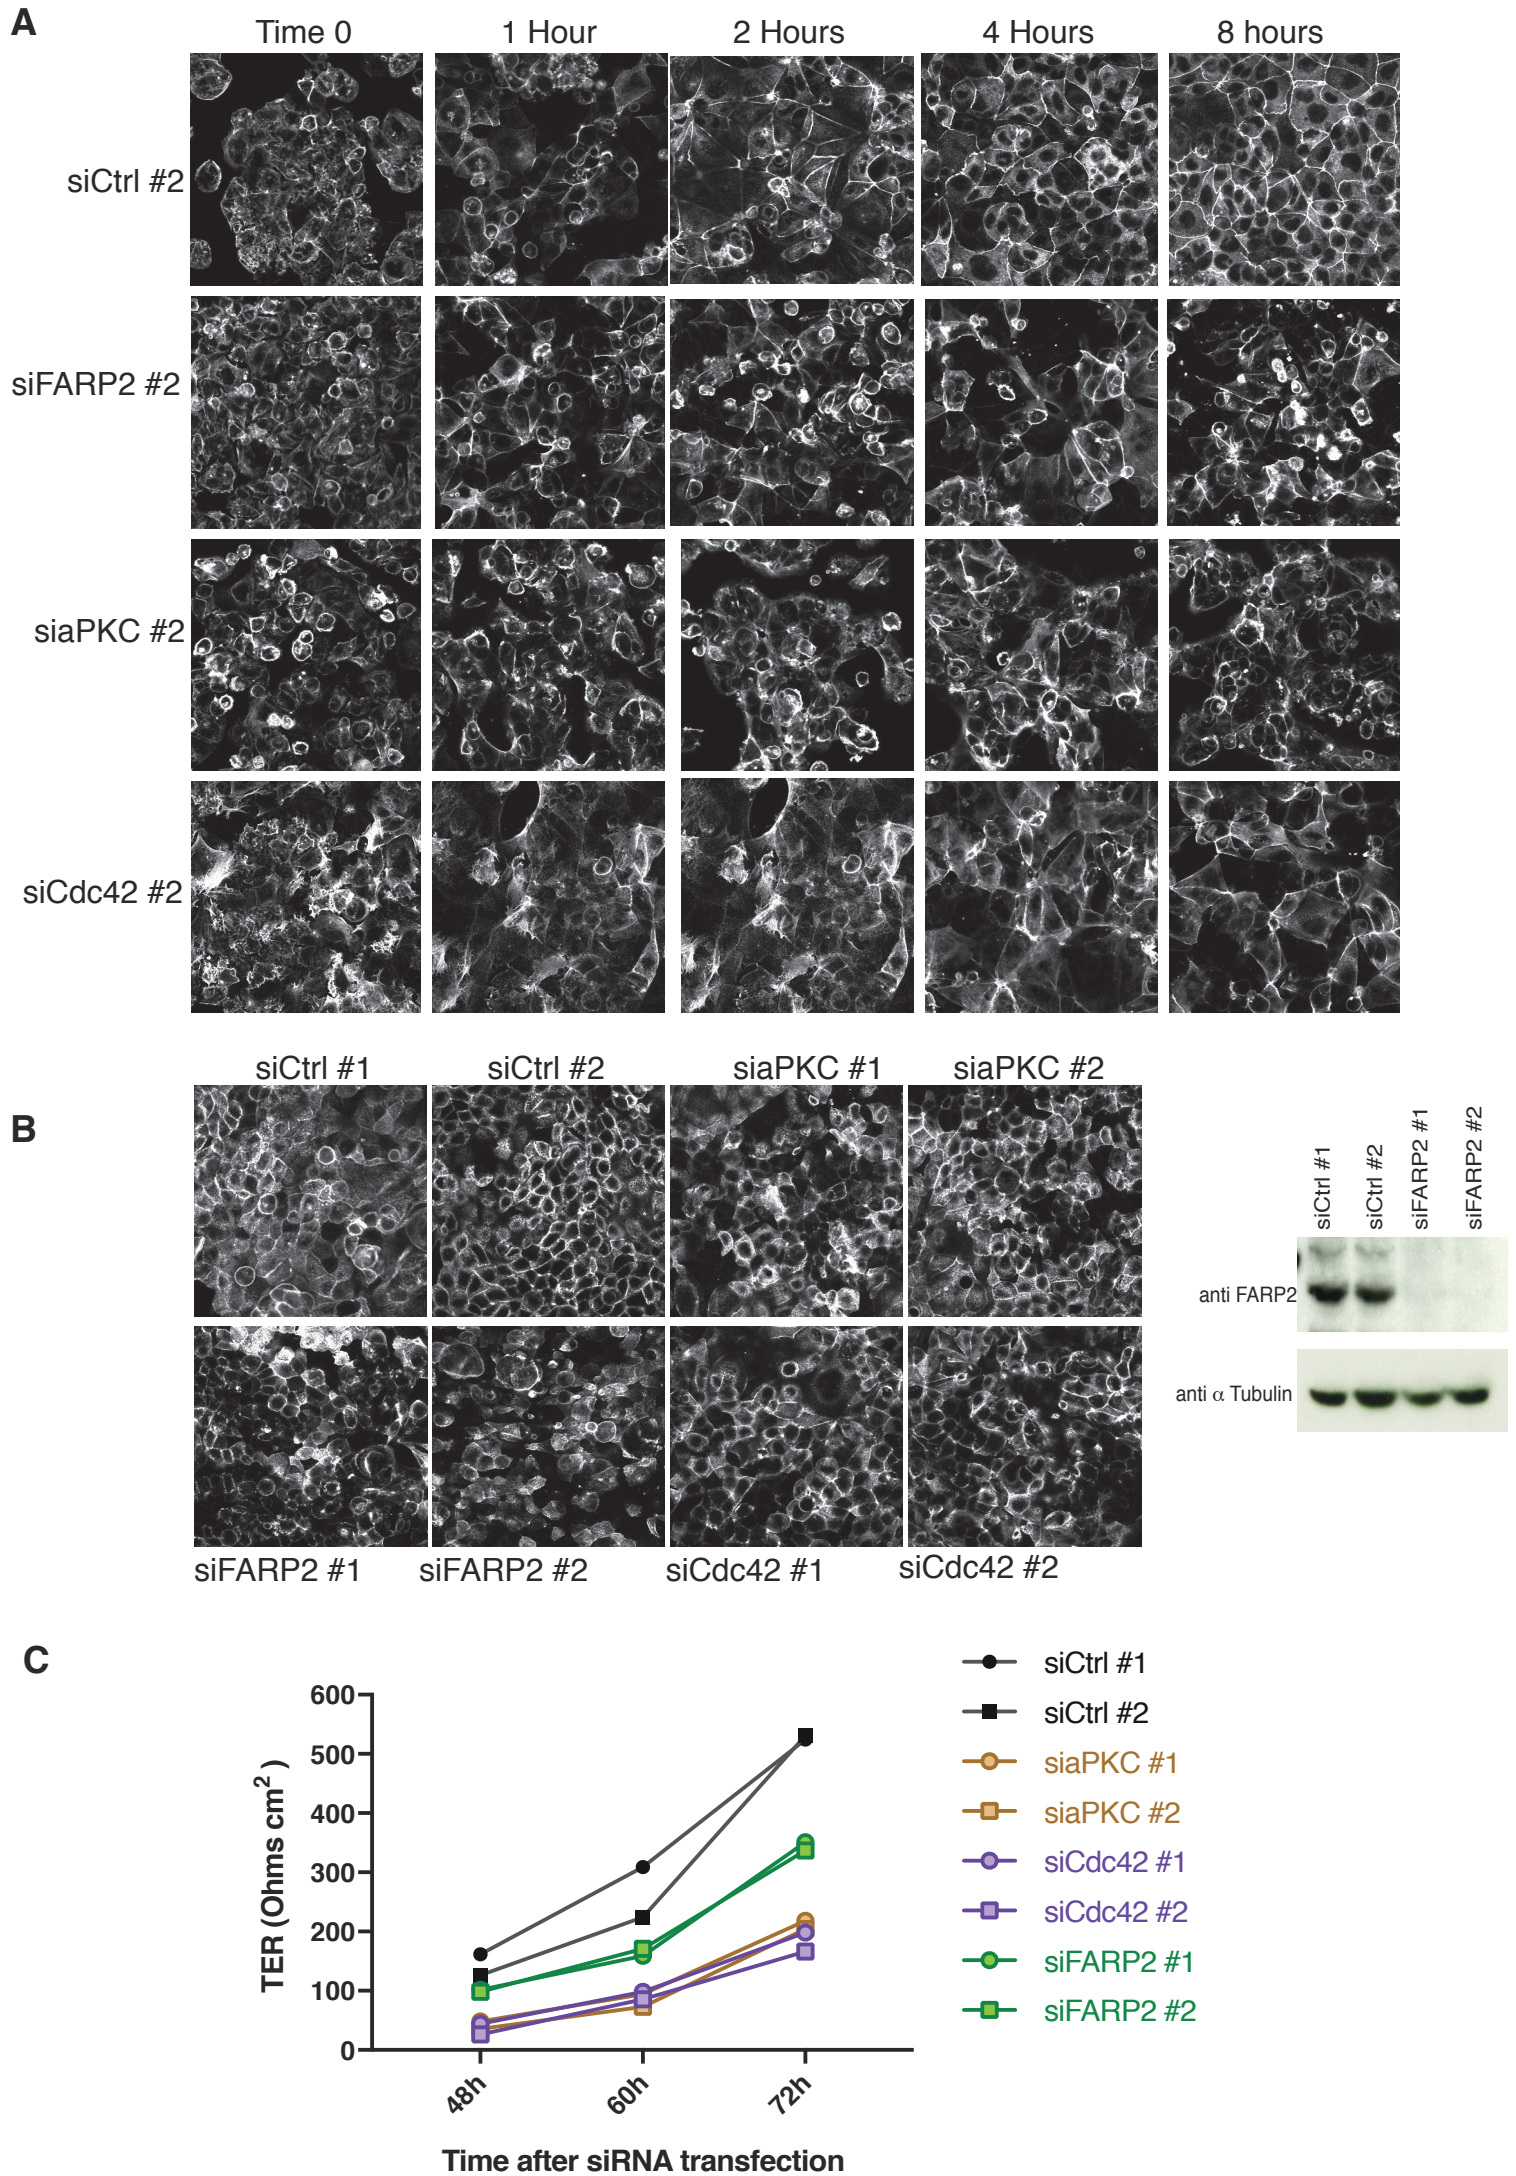 A
Time 0
1 Hour
2 Hours
4 Hours
8 hours
siCtrl #2
siFARP2 #2
siaPKC #2
siCdc42 #2
B
siCtrl #1
siCtrl #2
siaPKC #1
siaPKC #2
siFARP2 #1
siFARP2 #2
siCdc42 #1
siCdc42 #2
siCtrl #1
siCtrl #2
siFARP2 #1
siFARP2 #2
anti FARP2
anti α Tubulin
C
TER (Ohms cm2 )
600
500
400
300
200
100
0
48h
60h
72h
Time after siRNA transfection
siCtrl #1
siCtrl #2
siaPKC #1
siaPKC #2
siCdc42 #1
siCdc42 #2
siFARP2 #1
siFARP2 #2